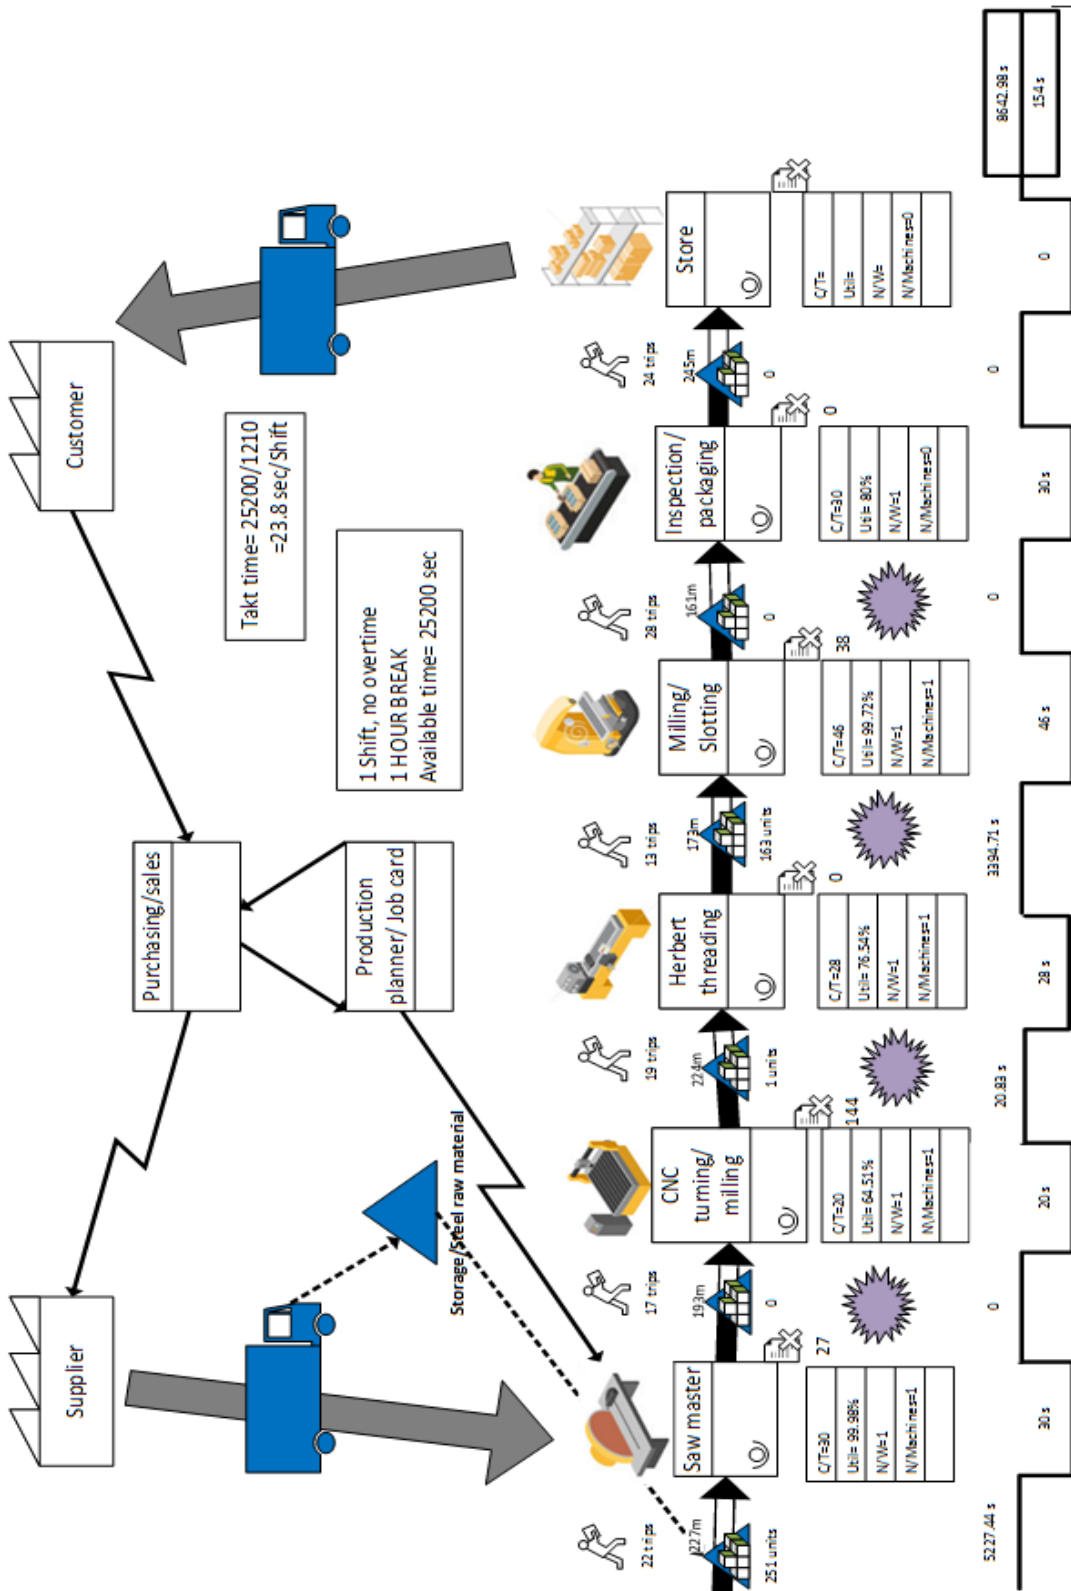 Supplier
Purchasing/sales
Customer
Production
planner/ Job card
Takt time= 25200/1210
=23.8 sec/Shift
1 Shift, no overtime
1 HOUR BREAK
Available time= 25200 sec
Storage/Steel raw material
22 trips
227m
251 units
Saw master
27
C/T=30
Util= 99.98%
N/W=1
N/Machines=1
17 trips
193m
0
CNC
turning/
milling
144
C/T=20
Util= 64.51%
N/W=1
N\Machines=1
19 trips
224m
1 units
Herbert
threading
0
C/T=28
Util= 76.54%
N/W=1
N/Machines=1
13 trips
173m
163 units
Milling/
Slotting
38
C/T=46
Util= 99.72%
N/W=1
N/Machines=1
28 trips
161m
0
Inspection/
packaging
0
C/T=30
Util= 80%
N/W=1
N/Machines=0
24 trips
245m
0
Store
C/T=
Util=
N/W=
N/Machines=0
5227.44 s
30 s
0
20 s
20.83 s
28 s
3394.71 s
46 s
0
30 s
0
0
8642.98 s
154 s